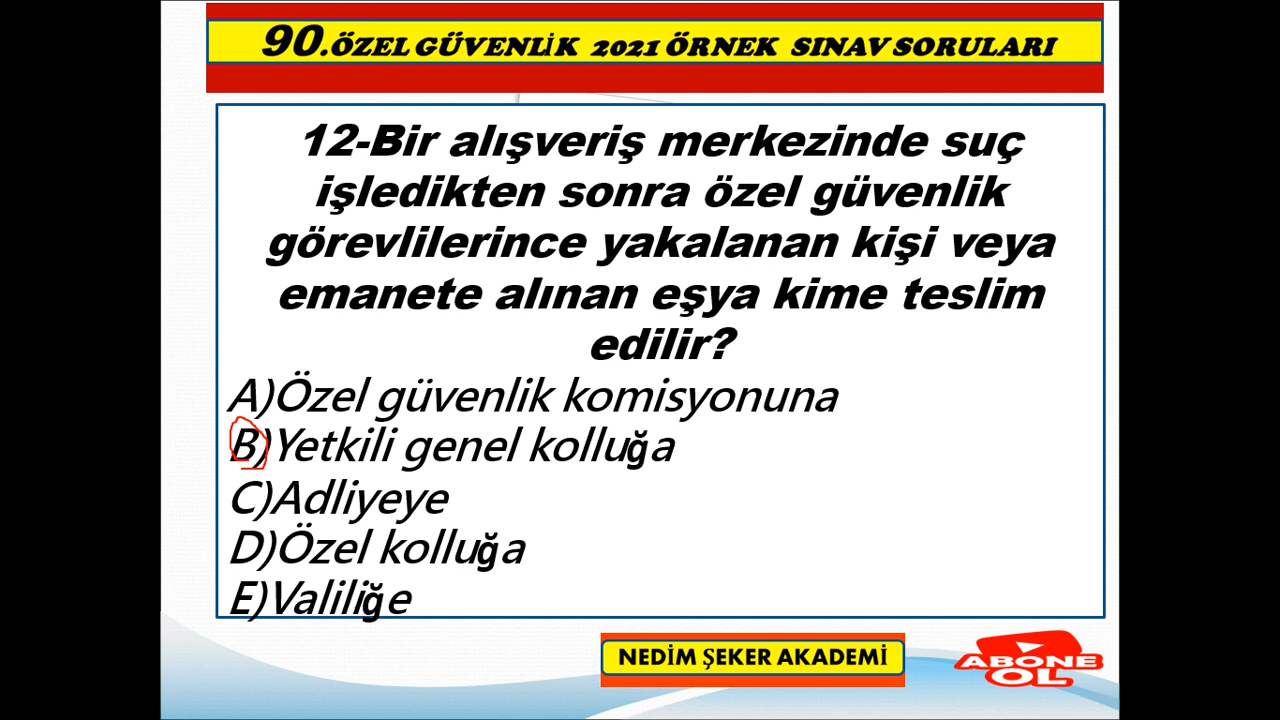 90.ÖZEL GÜVENLİK 2021 ÖRNEK SINAV SORULARI
12-Bir alışveriş merkezinde suç
işledikten sonra özel güvenlik
görevlilerince yakalanan kişi veya
emanete alınan eşya kime teslim
edilir?
A)Özel güvenlik komisyonuna
B)Yetkili genel kolluğa
C)Adliyeye
D)Özel kolluğa
E)Valiliğe
NEDİM ŞEKER AKADEMİ
ABONE
OL